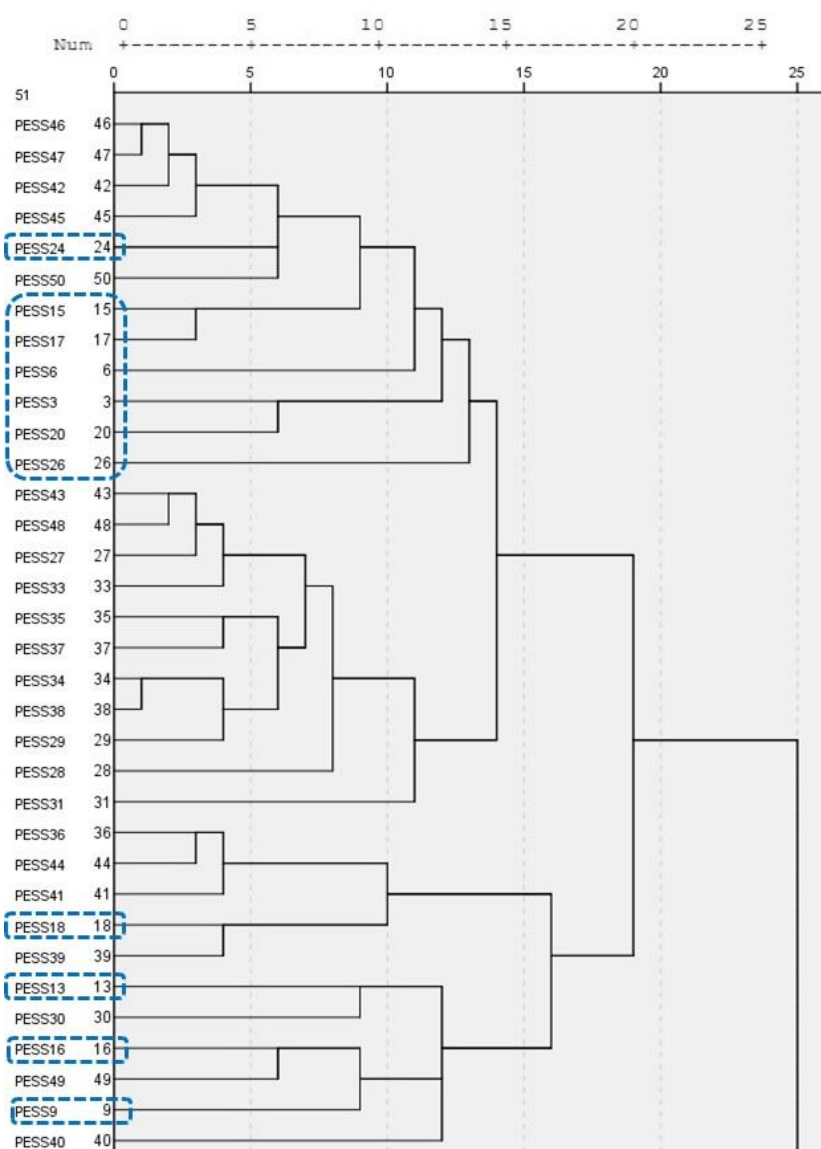 0 5 10 15 20 25
Num +---------+---------+---------+---------+---------+
0 5 10 15 20 25
51
PESS46 46
PESS47 47
PESS42 42
PESS45 45
PESS24 24
PESS50 50
PESS15 15
PESS17 17
PESS6 6
PESS3 3
PESS20 20
PESS26 26
PESS43 43
PESS48 48
PESS27 27
PESS33 33
PESS35 35
PESS37 37
PESS34 34
PESS38 38
PESS29 29
PESS28 28
PESS31 31
PESS36 36
PESS44 44
PESS41 41
PESS18 18
PESS39 39
PESS13 13
PESS30 30
PESS16 16
PESS49 49
PESS9 9
PESS40 40